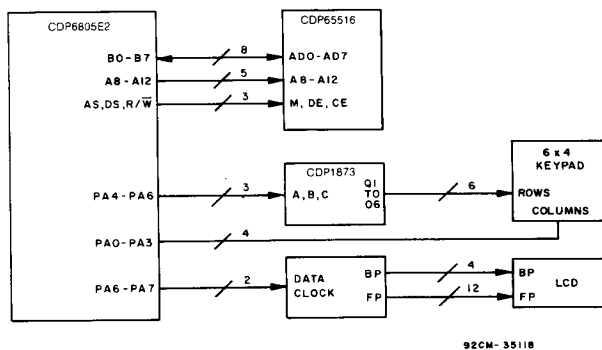 CDP6805E2
CDP65516
B0-B7
8
AD0-AD7
A8-A12
5
A8-A12
AS, DS, R/W̅
3
M, DE, CE
CDP1873
6 x 4
KEYPAD
PA4-PA6
3
A, B, C
Q1
TO
O6
6
ROWS
COLUMNS
PA0-PA3
4
PA6-PA7
2
DATA
CLOCK
BP
FP
4
12
BP
FP
LCD
92CM-35118